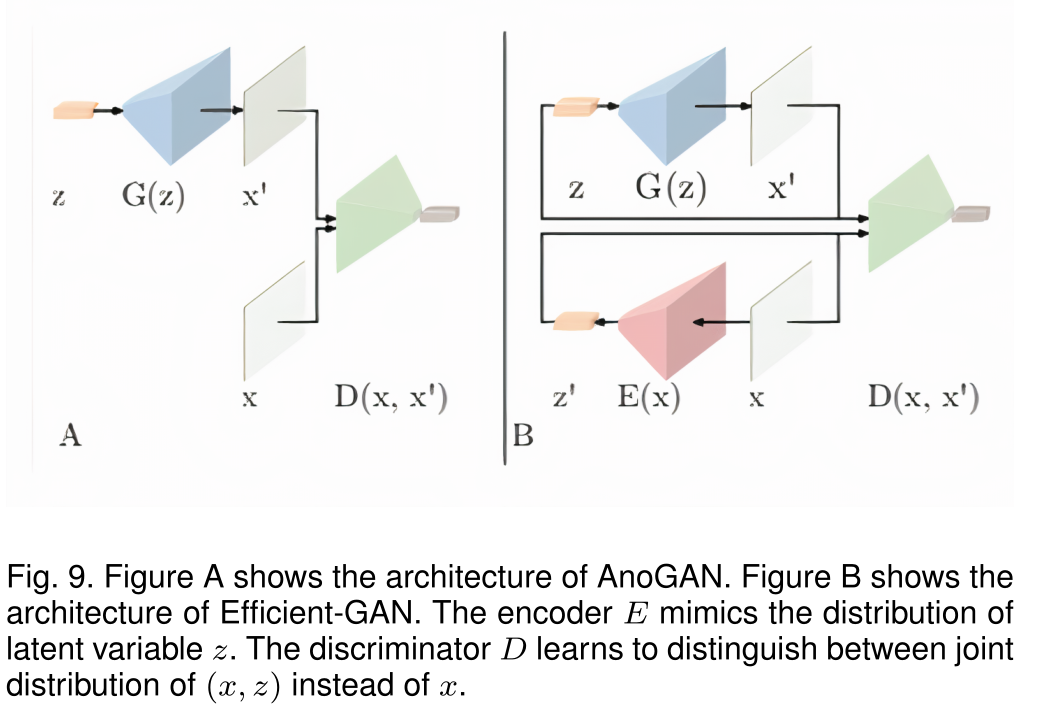 z G(z) x'
x D(x, x')
A
z G(z) x'
z' E(x) x D(x, x')
B
Fig. 9. Figure A shows the architecture of AnoGAN. Figure B shows the
architecture of Efficient-GAN. The encoder E mimics the distribution of
latent variable z. The discriminator D learns to distinguish between joint
distribution of (x, z) instead of x.